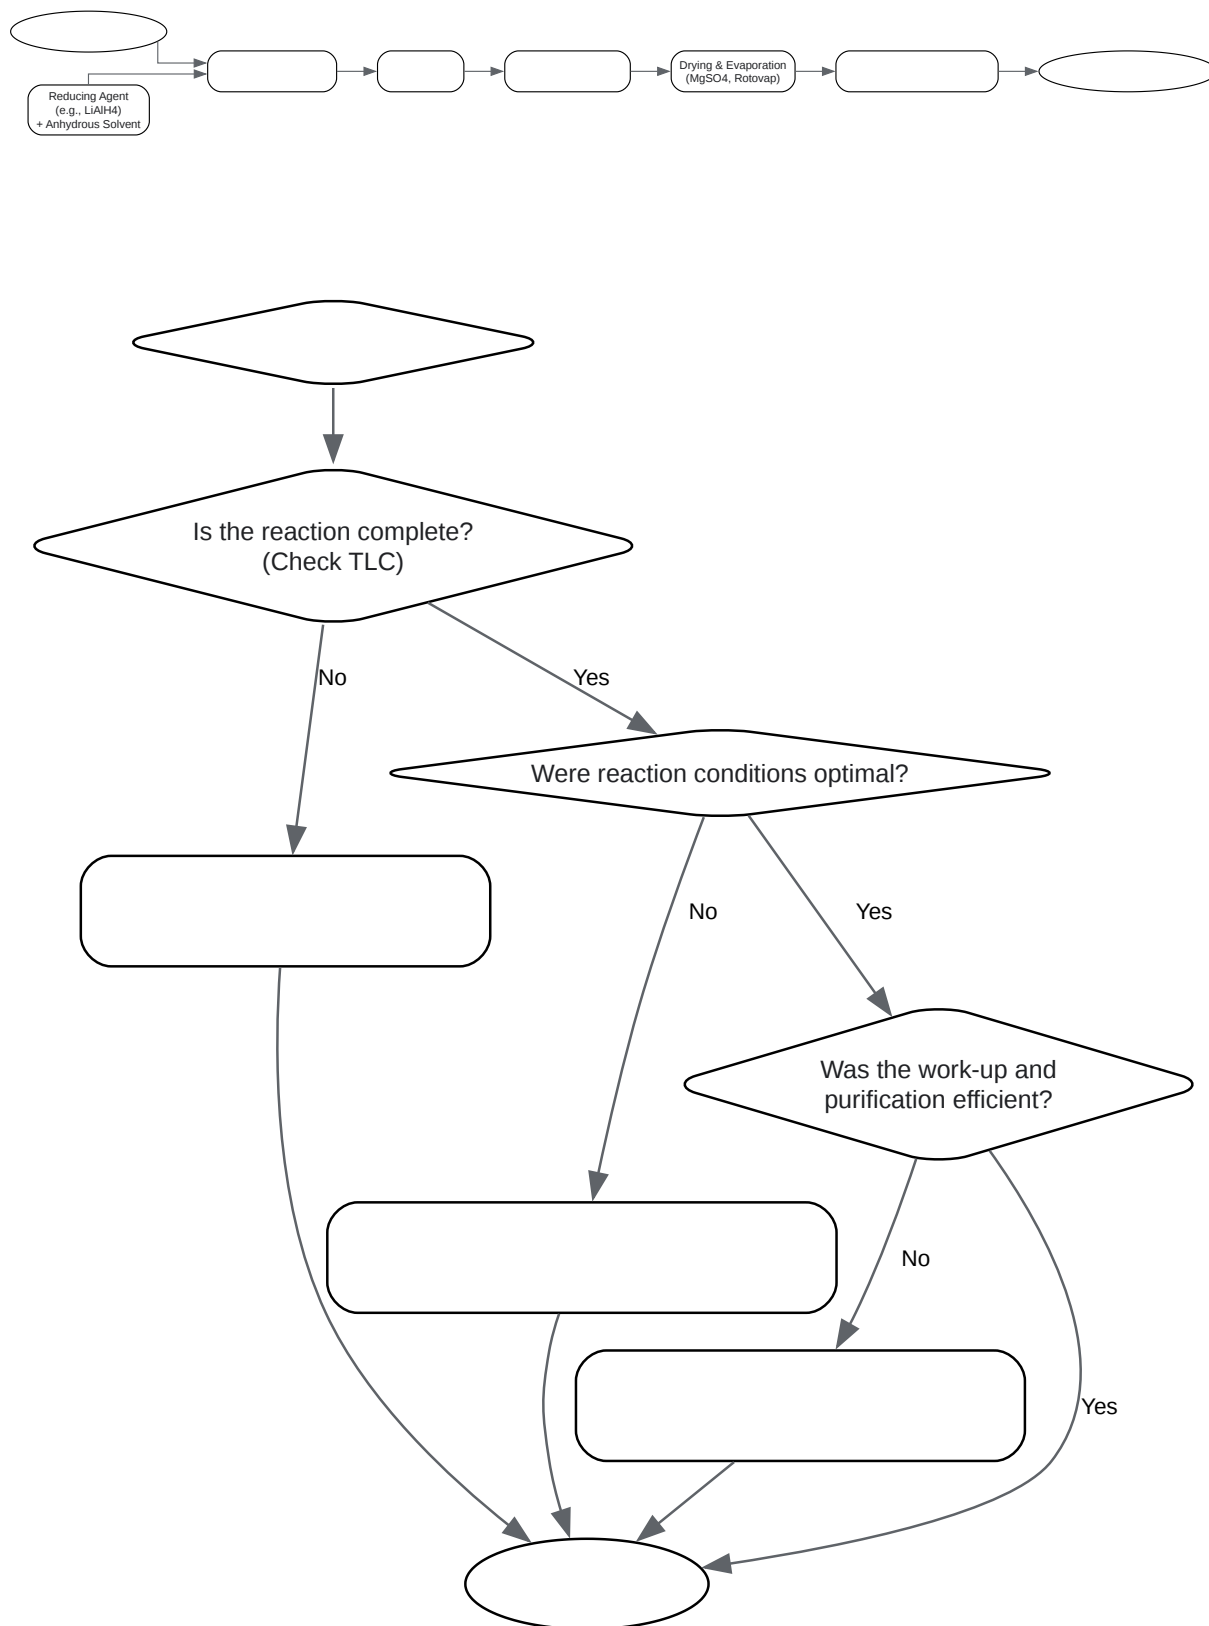 Drying & Evaporation
(MgSO4, Rotovap)
Reducing Agent
(e.g., LiAlH4)
+ Anhydrous Solvent
Is the reaction complete?
(Check TLC)
No
Yes
Were reaction conditions optimal?
No
Yes
Was the work-up and
purification efficient?
No
Yes